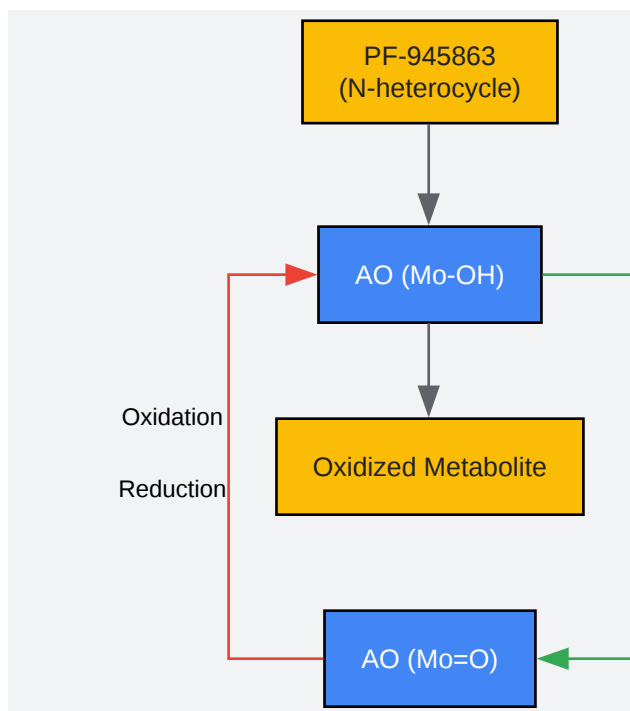 PF-945863
(N-heterocycle)
AO (Mo-OH)
Oxidation
Oxidized Metabolite
Reduction
AO (Mo=O)